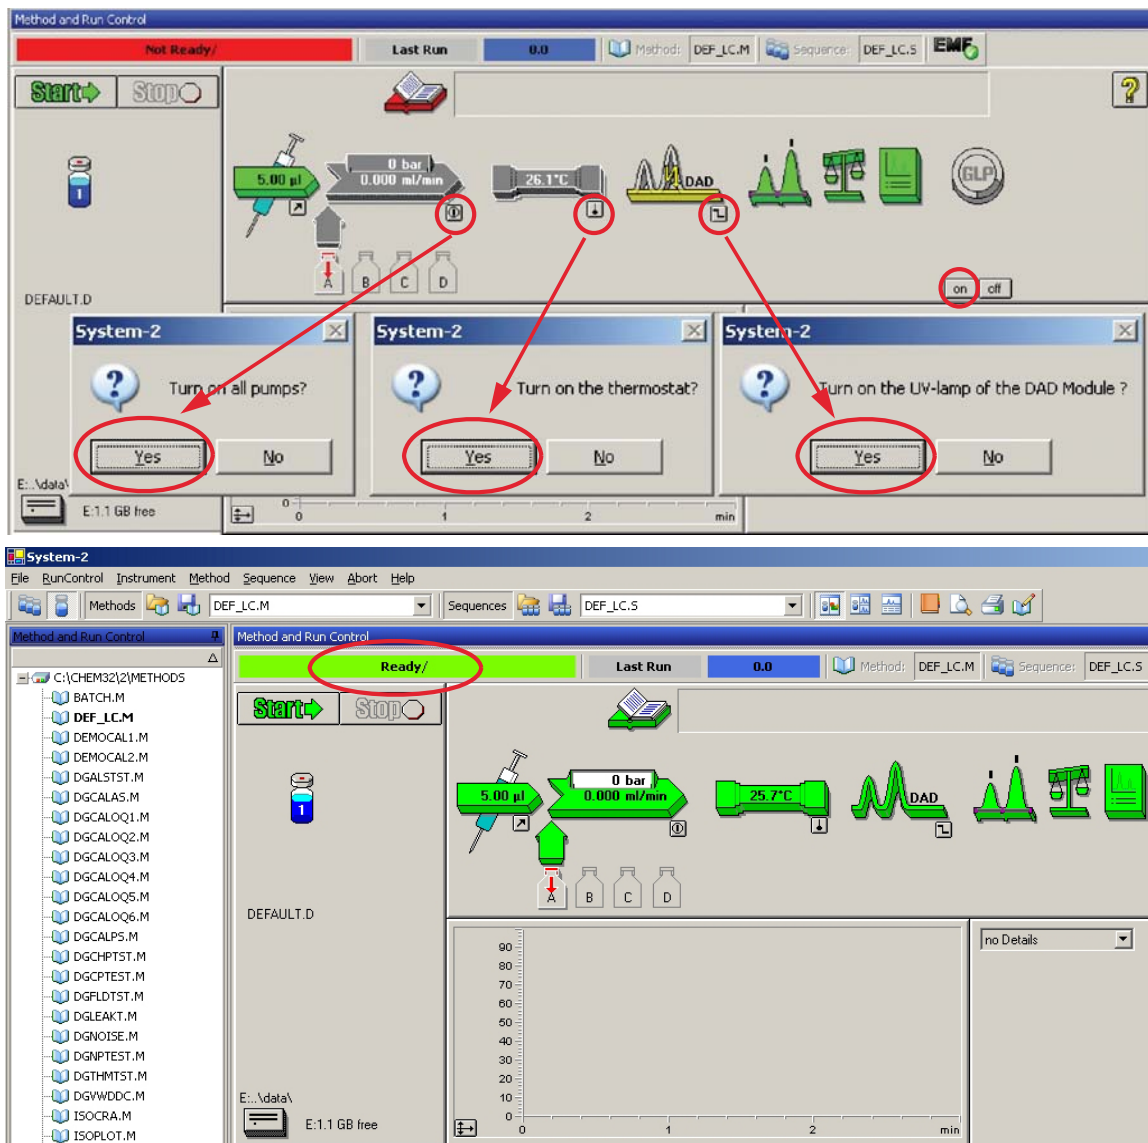 Method and Run Control
Not Ready/
Last Run
0.0
Method:
DEF_LC.M
Sequence:
DEF_LC.S
EMF
Start
Stop
?
1
5.00 µl
0 bar
0.000 ml/min
26.1°C
DAD
GLP
A
B
C
D
DEFAULT.D
on
off
System-2
Turn on all pumps?
Yes
No
System-2
Turn on the thermostat?
Yes
No
System-2
Turn on the UV-lamp of the DAD Module ?
Yes
No
E:..\data\
E:1.1 GB free
0
0
1
2
min
System-2
File RunControl Instrument Method Sequence View Abort Help
Methods
DEF_LC.M
Sequences
DEF_LC.S
Method and Run Control
C:\CHEM32\2\METHODS
BATCH.M
DEF_LC.M
DEMOCAL1.M
DEMOCAL2.M
DGALSTST.M
DGCALAS.M
DGCALOQ1.M
DGCALOQ2.M
DGCALOQ3.M
DGCALOQ4.M
DGCALOQ5.M
DGCALOQ6.M
DGCALPS.M
DGCHPTST.M
DGCPTEST.M
DGFLDTST.M
DGLEAKT.M
DGNOISE.M
DGNPTEST.M
DGTHMTST.M
DGVWDDC.M
ISOCRA.M
ISOPLOT.M
Method and Run Control
Ready/
Last Run
0.0
Method:
DEF_LC.M
Sequence:
DEF_LC.S
Start
Stop
1
5.00 µl
0 bar
0.000 ml/min
25.7°C
DAD
A
B
C
D
DEFAULT.D
E:..\data\
E:1.1 GB free
90
80
70
60
50
40
30
20
10
0
0
1
2
min
no Details